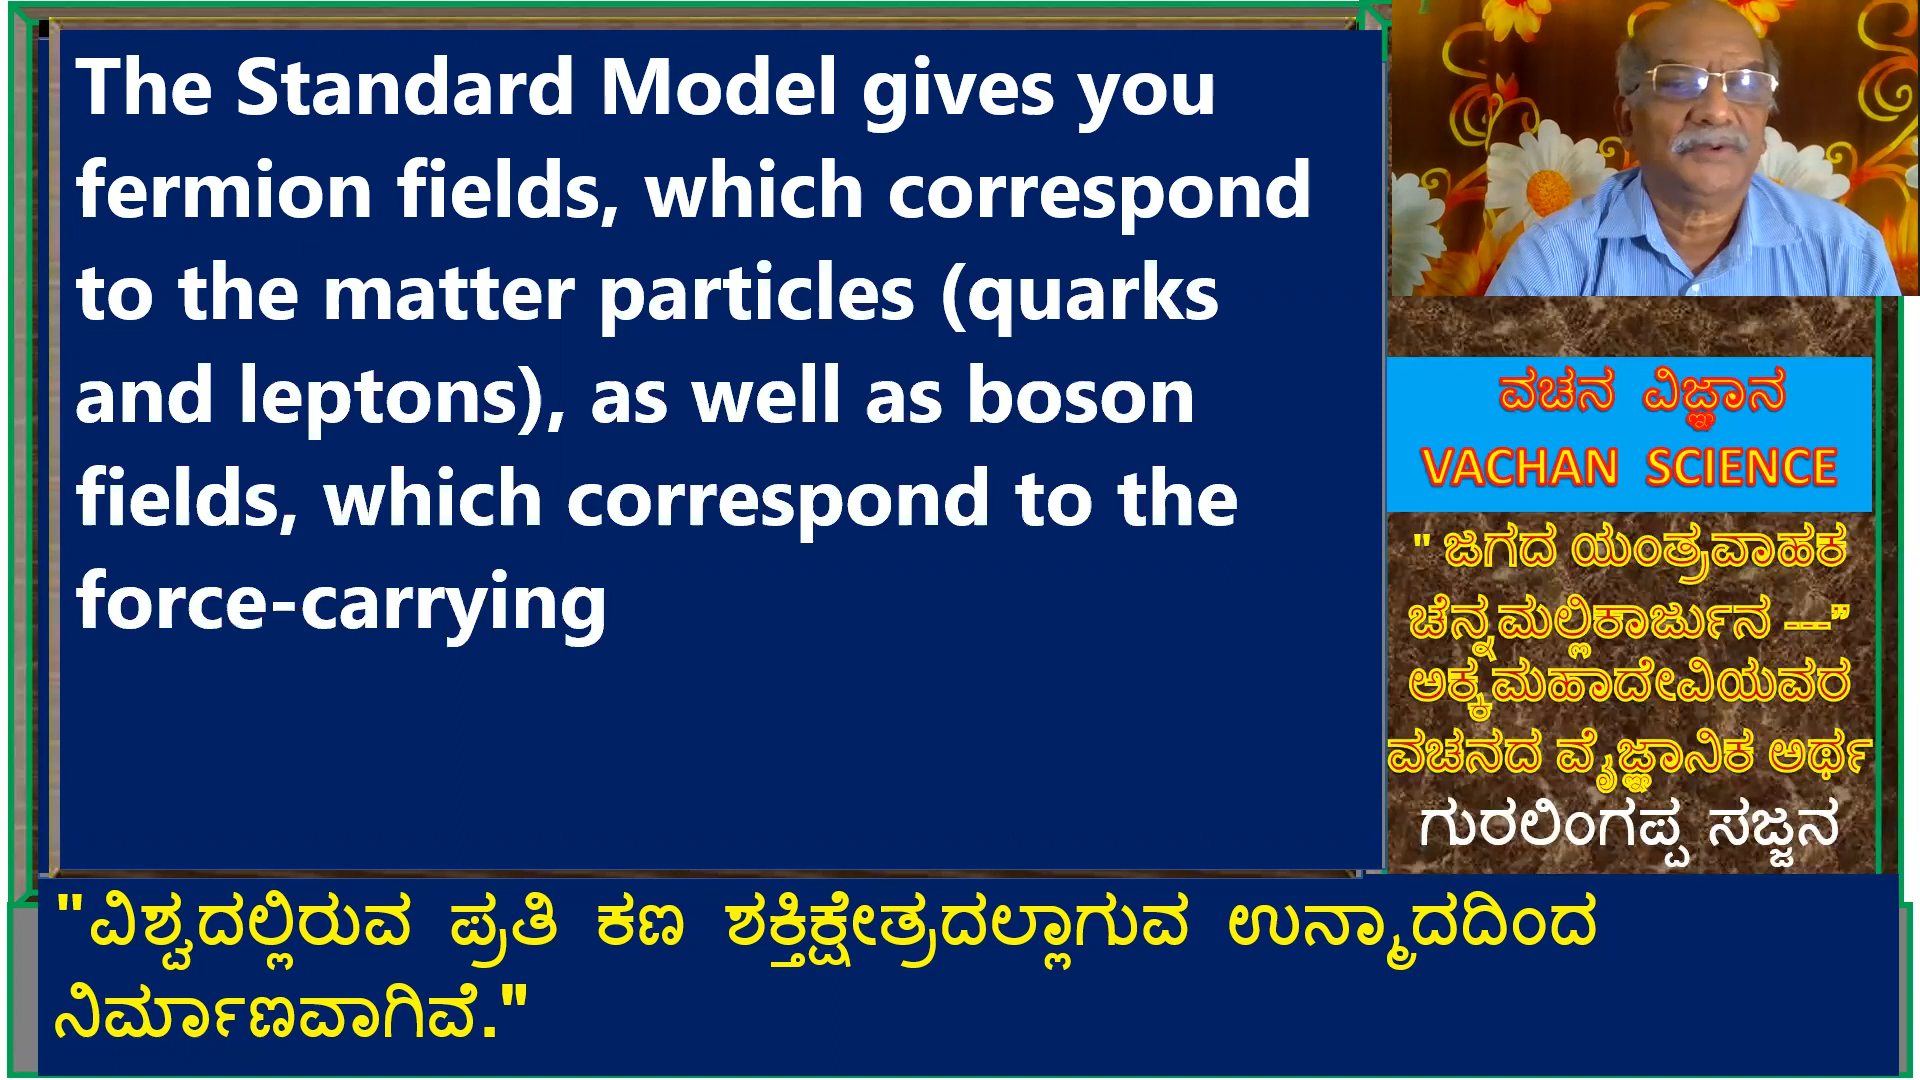 The Standard Model gives you
fermion fields, which correspond
to the matter particles (quarks
and leptons), as well as boson
fields, which correspond to the
force-carrying
ವಚನ ವಿಜ್ಞಾನ
VACHAN SCIENCE
" ಜಗದ ಯಂತ್ರವಾಹಕ
ಚೆನ್ನಮಲ್ಲಿಕಾರ್ಜುನ —”
ಅಕ್ಕಮಹಾದೇವಿಯವರ
ವಚನದ ವೈಜ್ಞಾನಿಕ ಅರ್ಥ
ಗುರಲಿಂಗಪ್ಪ ಸಜ್ಜನ
"ವಿಶ್ವದಲ್ಲಿರುವ ಪ್ರತಿ ಕಣ ಶಕ್ತಿಕ್ಷೇತ್ರದಲ್ಲಾಗುವ ಉನ್ಮಾದದಿಂದ
ನಿರ್ಮಾಣವಾಗಿವೆ."